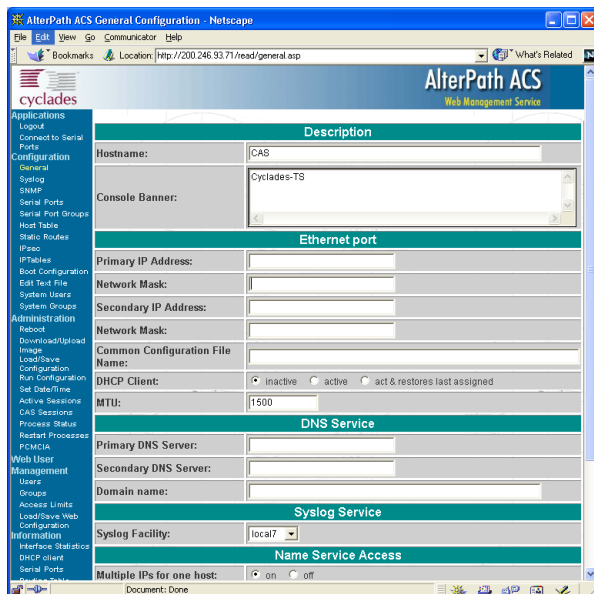 AlterPath ACS General Configuration - Netscape
File Edit View Go Communicator Help
Bookmarks Location: http://200.246.93.71/read/general.asp What's Related N
cyclades
AlterPath ACS
Web Management Service
Applications
Logout
Connect to Serial
Ports
Configuration
General
Syslog
SNMP
Serial Ports
Serial Port Groups
Host Table
Static Routes
IPsec
IPTables
Boot Configuration
Edit Text File
System Users
System Groups
Administration
Reboot
Download/Upload
Image
Load/Save
Configuration
Run Configuration
Set Date/Time
Active Sessions
CAS Sessions
Process Status
Restart Processes
PCMCIA
Web User
Management
Users
Groups
Access Limits
Load/Save Web
Configuration
Information
Interface Statistics
DHCP client
Serial Ports
Routing Table
Description
Hostname: CAS
Console Banner: Cyclades-TS
Ethernet port
Primary IP Address:
Network Mask:
Secondary IP Address:
Network Mask:
Common Configuration File
Name:
DHCP Client: inactive active act & restores last assigned
MTU: 1500
DNS Service
Primary DNS Server:
Secondary DNS Server:
Domain name:
Syslog Service
Syslog Facility: local7
Name Service Access
Multiple IPs for one host: on off
Document: Done